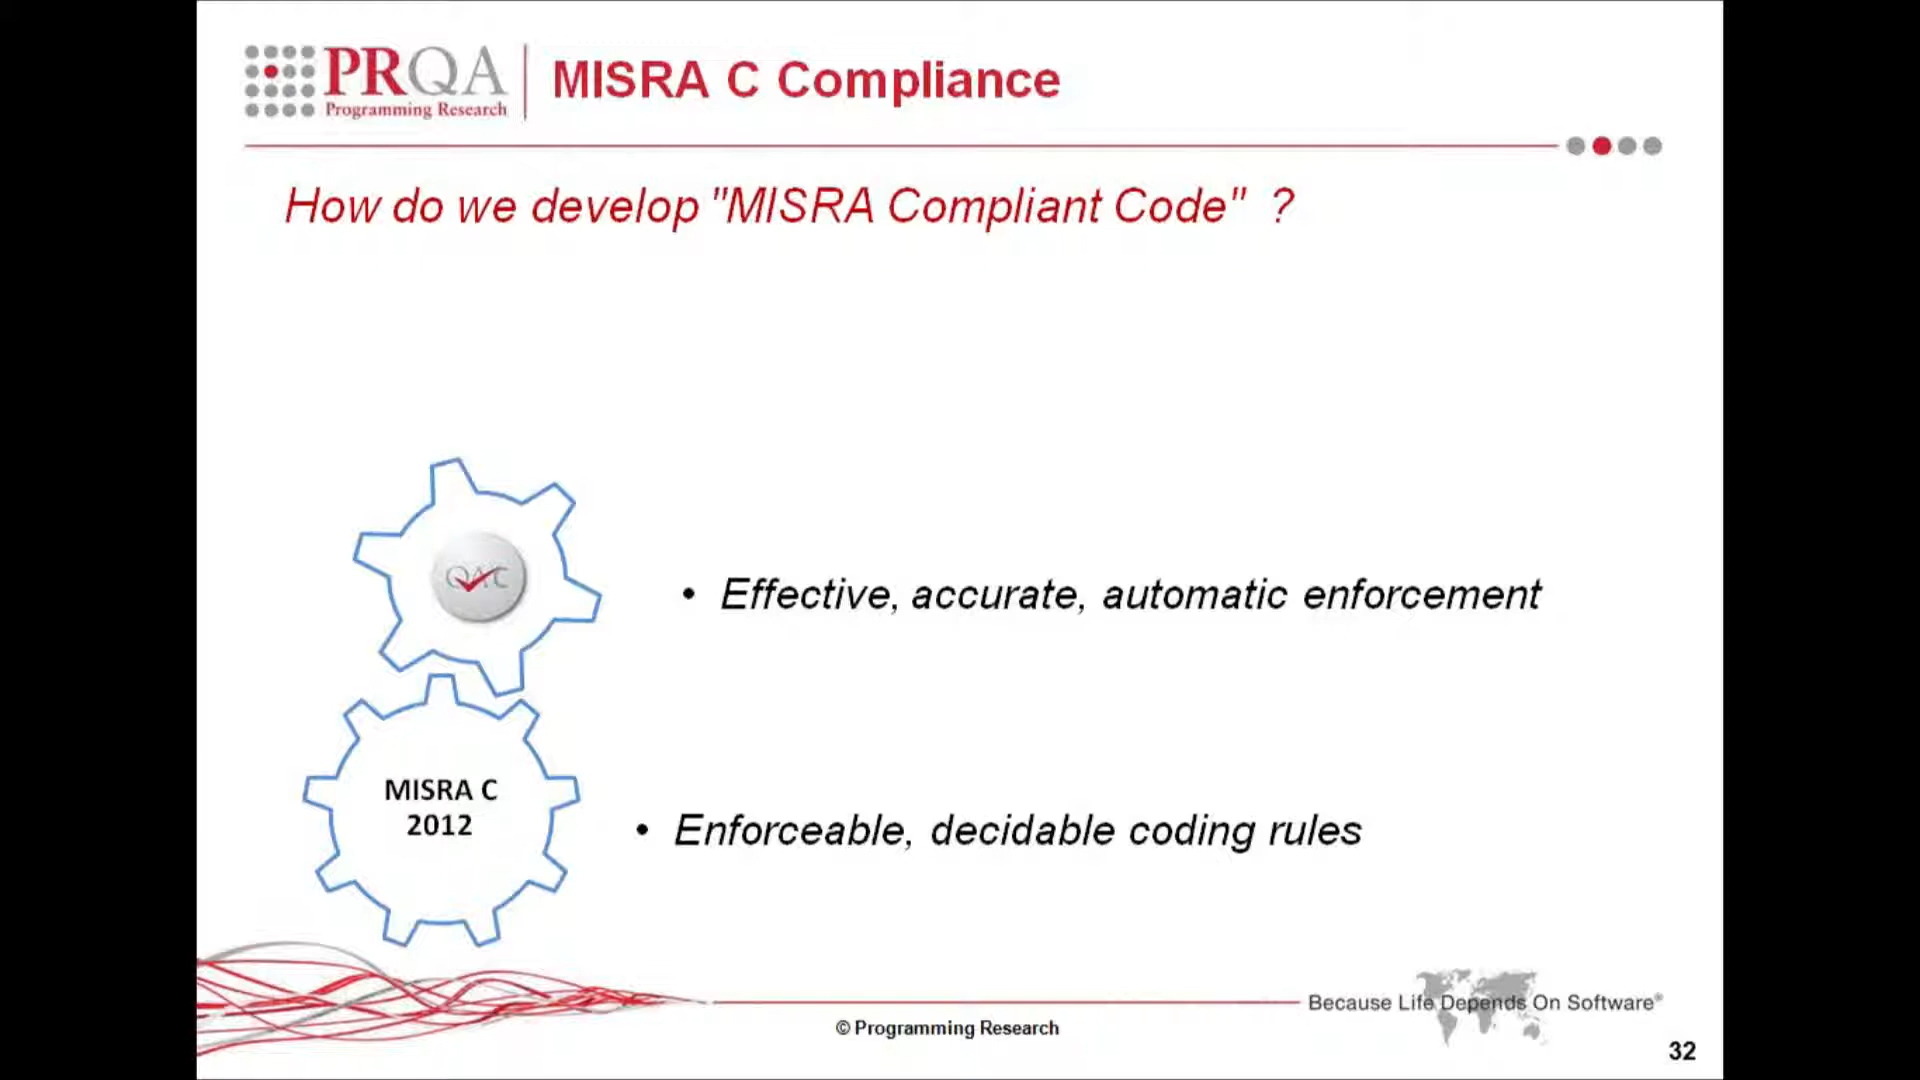 PRQA
Programming Research
MISRA C Compliance
How do we develop "MISRA Compliant Code" ?
QAC
• Effective, accurate, automatic enforcement
MISRA C
2012
• Enforceable, decidable coding rules
Because Life Depends On Software®
© Programming Research
32